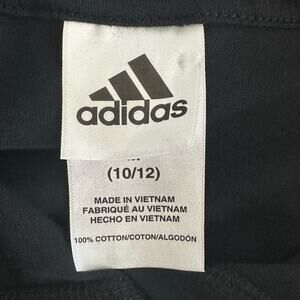 adidas
(10/12)
MADE IN VIETNAM
FABRIQUÉ AU VIETNAM
HECHO EN VIETNAM
100% COTTON/COTON/ALGODÓN